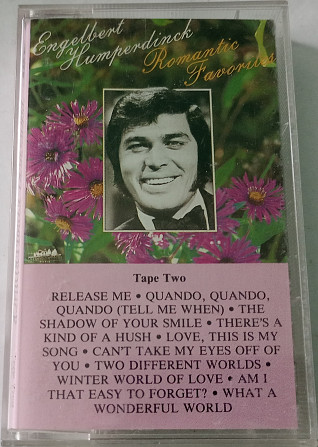 Engelbert
Humperdinck
Romantic
Favorites
Tape Two
RELEASE ME • QUANDO, QUANDO,
QUANDO (TELL ME WHEN) • THE
SHADOW OF YOUR SMILE • THERE'S A
KIND OF A HUSH • LOVE, THIS IS MY
SONG • CAN'T TAKE MY EYES OFF OF
YOU • TWO DIFFERENT WORLDS •
WINTER WORLD OF LOVE • AM I
THAT EASY TO FORGET? • WHAT A
WONDERFUL WORLD